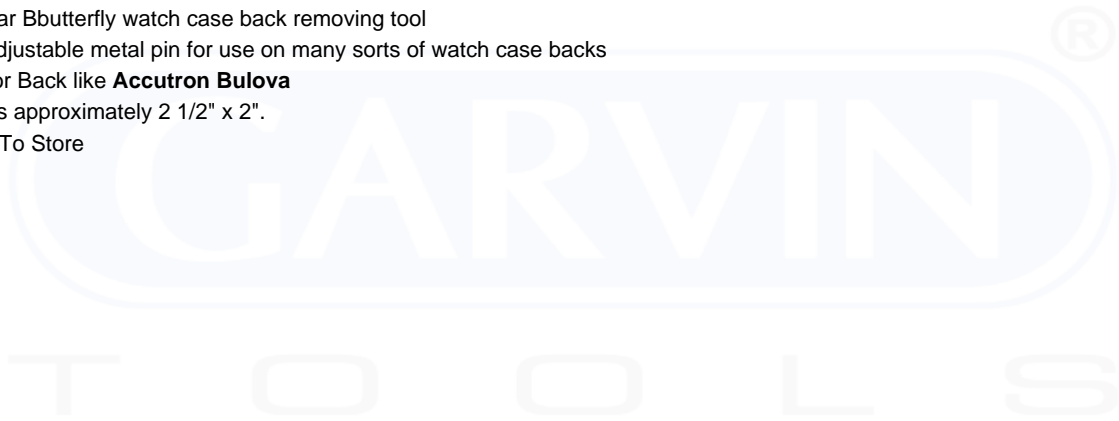 ar Bbutterfly watch case back removing tool
djustable metal pin for use on many sorts of watch case backs
or Back like Accutron Bulova
s approximately 2 1/2" x 2".
To Store
GARVIN
®
TOOLS